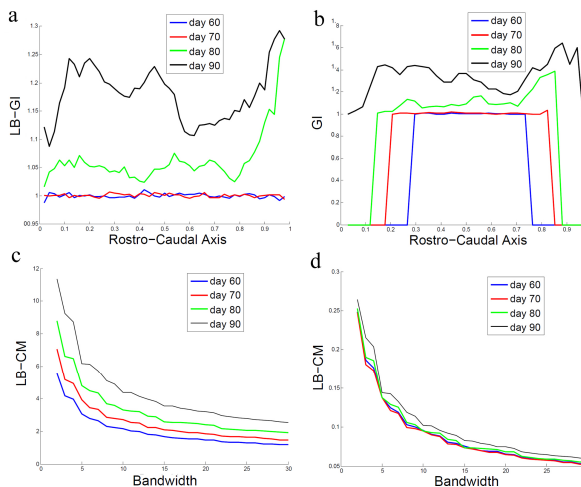 a
LB-GI
1.3
1.25
1.2
1.15
1.1
1.05
1
00.95
0 0.1 0.2 0.3 0.4 0.5 0.6 0.7 0.8 0.9 1
Rostro-Caudal Axis
day 60
day 70
day 80
day 90
b
GI
1.8
1.6
1.4
1.2
1
0.8
0.6
0.4
0.2
0
0 0.1 0.2 0.3 0.4 0.5 0.6 0.7 0.8 0.9
Rostro-Caudal Axis
day 60
day 70
day 80
day 90
c
LB-CM
12
10
8
6
4
2
0
0 5 10 15 20 25 30
Bandwidth
day 60
day 70
day 80
day 90
d
LB-CM
0.3
0.25
0.2
0.15
0.1
0.05
0 5 10 15 20 25
Bandwidth
day 60
day 70
day 80
day 90